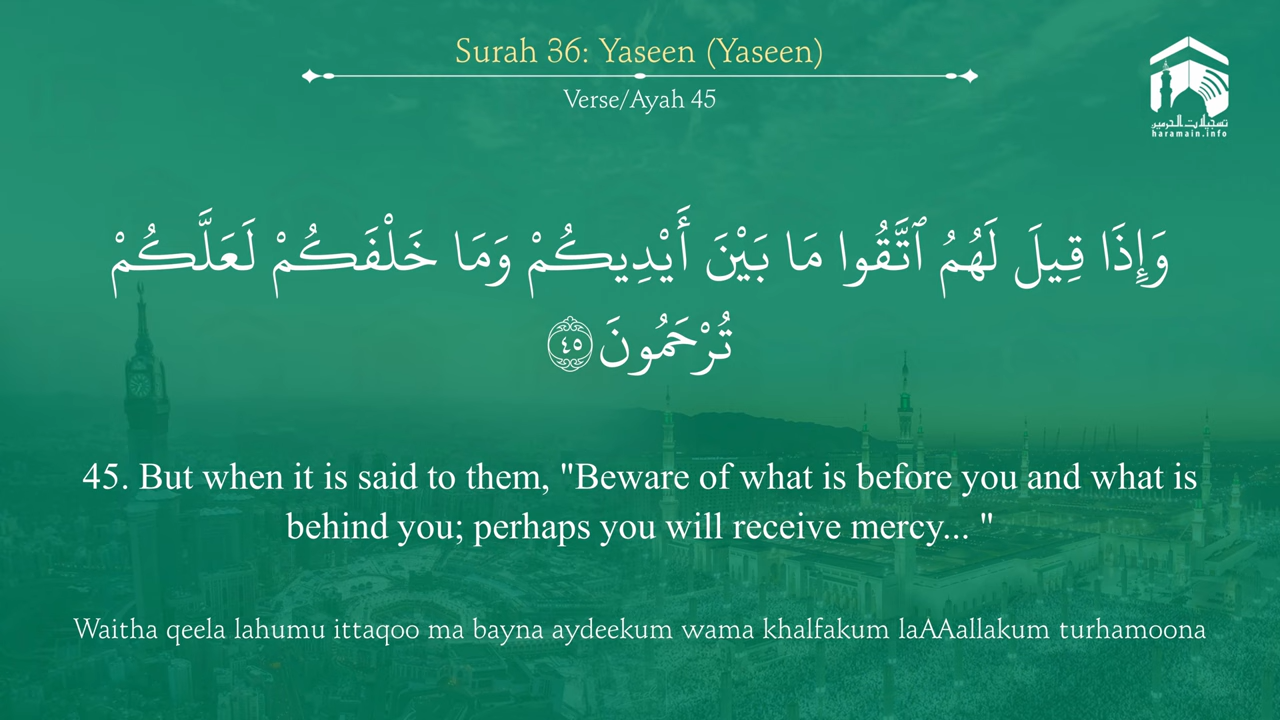 Surah 36: Yaseen (Yaseen)
Verse/Ayah 45
تسجيلات الحرمين
haramain.info
وَإِذَا قِيلَ لَهُمُ ٱتَّقُوا مَا بَيْنَ أَيْدِيكُمْ وَمَا خَلْفَكُمْ لَعَلَّكُمْ
تُرْحَمُونَ ٤٥
45. But when it is said to them, "Beware of what is before you and what is
behind you; perhaps you will receive mercy... "
Waitha qeela lahumu ittaqoo ma bayna aydeekum wama khalfakum laAAallakum turhamoona